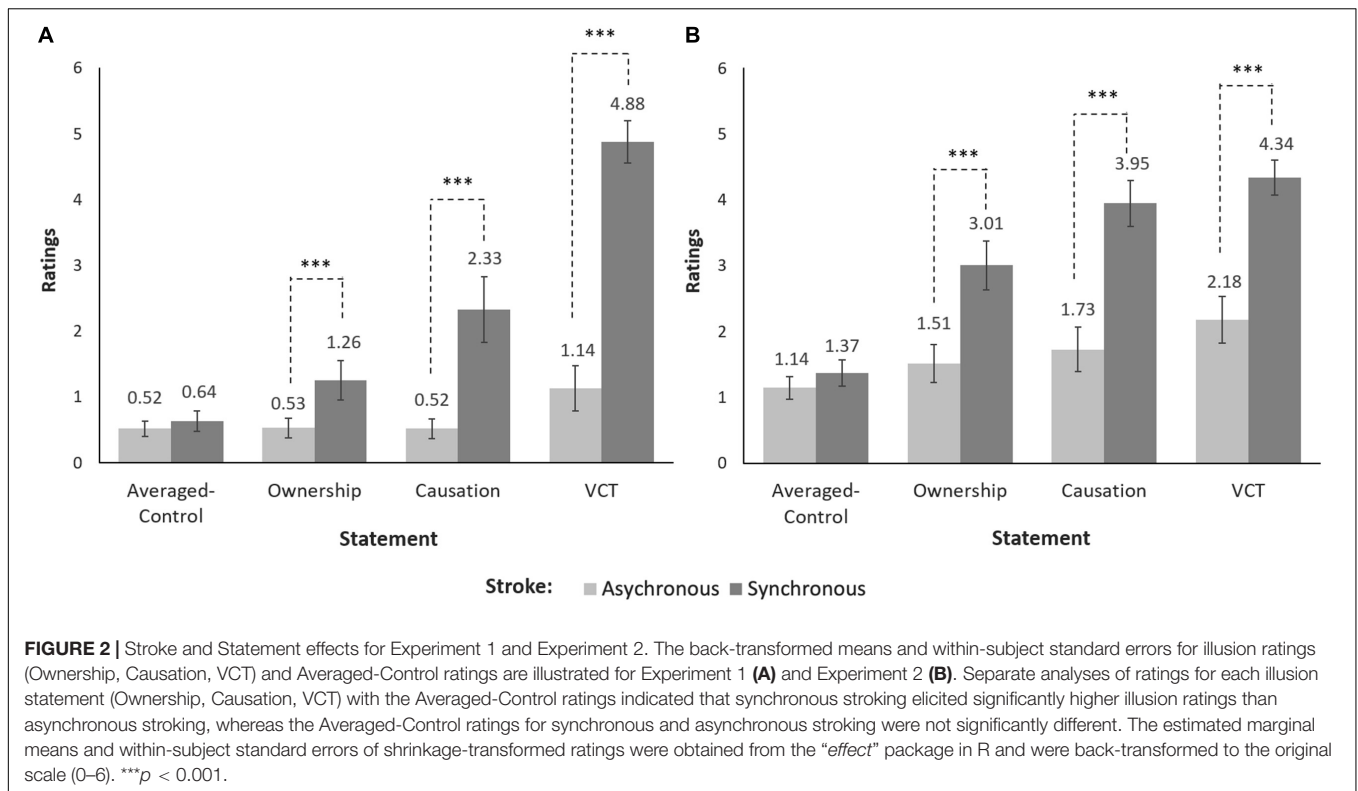 A
***
6
5
4
3
2
1
0
Ratings
4.88
***
2.33
***
1.26
1.14
0.52
0.64
0.53
0.52
Averaged-
Control
Ownership
Causation
VCT
Statement
B
6
5
4
3
2
1
0
Ratings
***
4.34
***
3.95
***
3.01
2.18
1.73
1.51
1.37
1.14
Averaged-
Control
Ownership
Causation
VCT
Statement
Stroke: Asychronous Synchronous
FIGURE 2 | Stroke and Statement effects for Experiment 1 and Experiment 2. The back-transformed means and within-subject standard errors for illusion ratings
(Ownership, Causation, VCT) and Averaged-Control ratings are illustrated for Experiment 1 (A) and Experiment 2 (B). Separate analyses of ratings for each illusion
statement (Ownership, Causation, VCT) with the Averaged-Control ratings indicated that synchronous stroking elicited significantly higher illusion ratings than
asynchronous stroking, whereas the Averaged-Control ratings for synchronous and asynchronous stroking were not significantly different. The estimated marginal
means and within-subject standard errors of shrinkage-transformed ratings were obtained from the “effect” package in R and were back-transformed to the original
scale (0–6). ***p < 0.001.